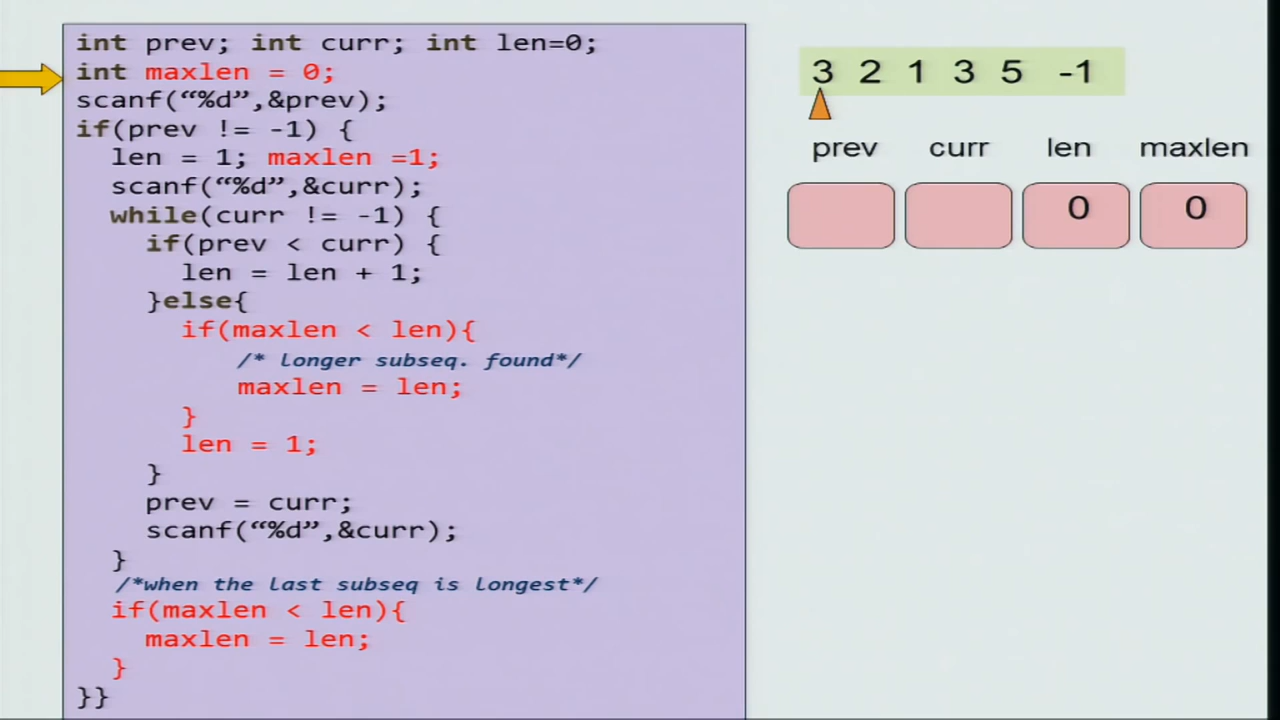 int prev; int curr; int len=0;
int maxlen = 0;
scanf(“%d”,&prev);
if(prev != -1) {
len = 1; maxlen =1;
scanf(“%d”,&curr);
while(curr != -1) {
if(prev < curr) {
len = len + 1;
}else{
if(maxlen < len){
/* longer subseq. found*/
maxlen = len;
}
len = 1;
}
prev = curr;
scanf(“%d”,&curr);
}
/*when the last subseq is longest*/
if(maxlen < len){
maxlen = len;
}
}}
3 2 1 3 5 -1
prev curr len maxlen
0 0